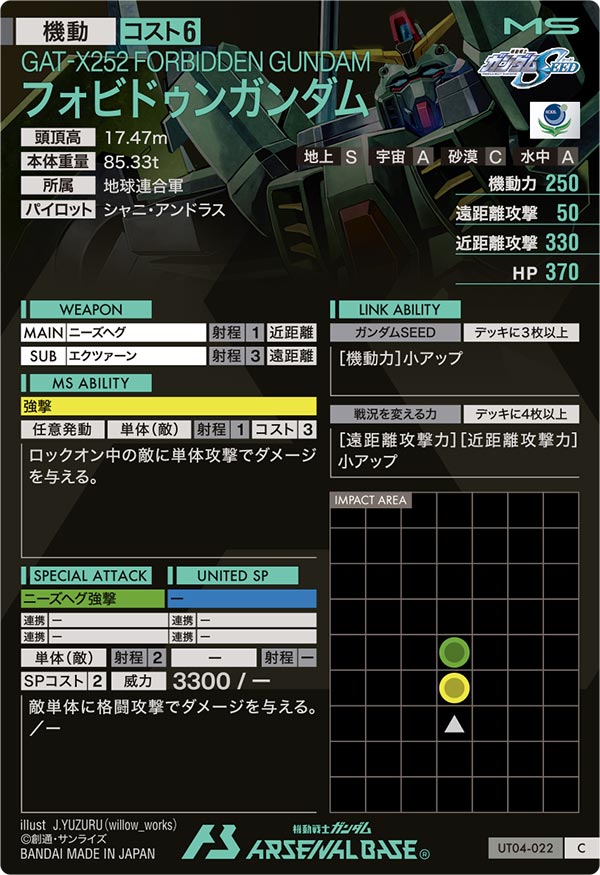 機動 コスト6
MS
GAT-X252 FORBIDDEN GUNDAM
フォビドゥンガンダム
機動戦士 ガンダムSEED
頭頂高 17.47m
本体重量 85.33t
所属 地球連合軍
パイロット シャニ・アンドラス
地上 S 宇宙 A 砂漠 C 水中 A
機動力 250
遠距離攻撃 50
近距離攻撃 330
HP 370
WEAPON
MAIN ニーズヘグ 射程 1 近距離
SUB エクツァーン 射程 3 遠距離
MS ABILITY
強撃
任意発動 単体(敵) 射程 1 コスト 3
ロックオン中の敵に単体攻撃でダメージ
を与える。
LINK ABILITY
ガンダムSEED デッキに3枚以上
[機動力]小アップ
戦況を変える力 デッキに4枚以上
[遠距離攻撃力][近距離攻撃力]
小アップ
IMPACT AREA
SPECIAL ATTACK UNITED SP
ニーズヘグ強撃 ー
連携 ー 連携 ー
連携 ー 連携 ー
単体(敵) 射程 2 ー 射程 ー
SPコスト 2 威力 3300 / ー
敵単体に格闘攻撃でダメージを与える。
/ー
illust J.YUZURU(willow_works)
©創通・サンライズ
BANDAI MADE IN JAPAN
機動戦士ガンダム
ARSENAL BASE®
UT04-022 C